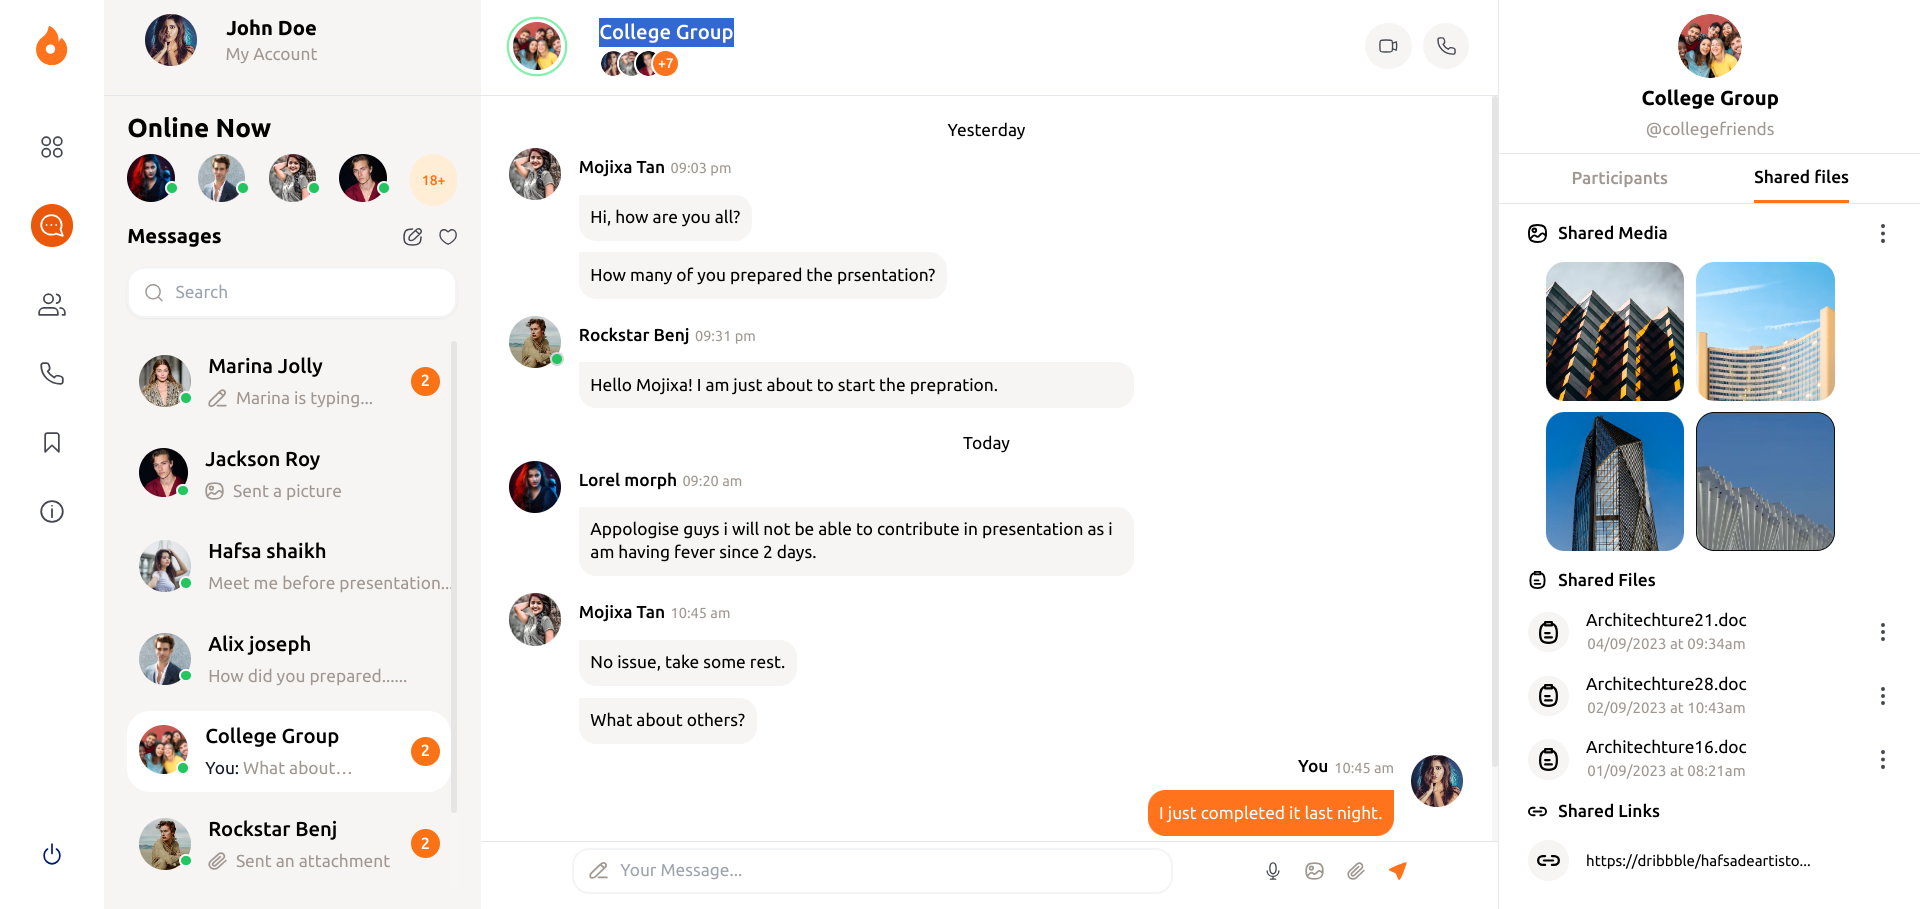 John Doe
My Account
Online Now
18+
Messages
Search
Marina Jolly
Marina is typing...
2
Jackson Roy
Sent a picture
Hafsa shaikh
Meet me before presentation...
Alix joseph
How did you prepared......
College Group
You: What about...
2
Rockstar Benj
Sent an attachment
2
College Group
+7
Yesterday
Mojixa Tan 09:03 pm
Hi, how are you all?
How many of you prepared the prsentation?
Rockstar Benj 09:31 pm
Hello Mojixa! I am just about to start the prepration.
Today
Lorel morph 09:20 am
Appologise guys i will not be able to contribute in presentation as i
am having fever since 2 days.
Mojixa Tan 10:45 am
No issue, take some rest.
What about others?
You 10:45 am
I just completed it last night.
Your Message...
College Group
@collegefriends
Participants
Shared files
Shared Media
Shared Files
Architechture21.doc
04/09/2023 at 09:34am
Architechture28.doc
02/09/2023 at 10:43am
Architechture16.doc
01/09/2023 at 08:21am
Shared Links
https://dribbble/hafsadeartisto...